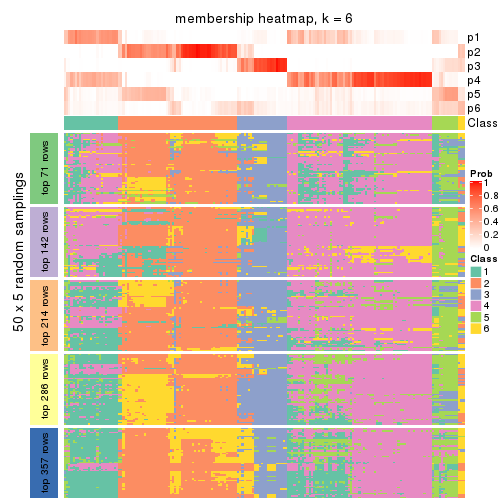 membership heatmap, k = 6
p1
p2
p3
p4
p5
p6
Class
50 x 5 random samplings
top 71 rows
top 142 rows
top 214 rows
top 286 rows
top 357 rows
Prob
1
0.8
0.6
0.4
0.2
0
Class
1
2
3
4
5
6